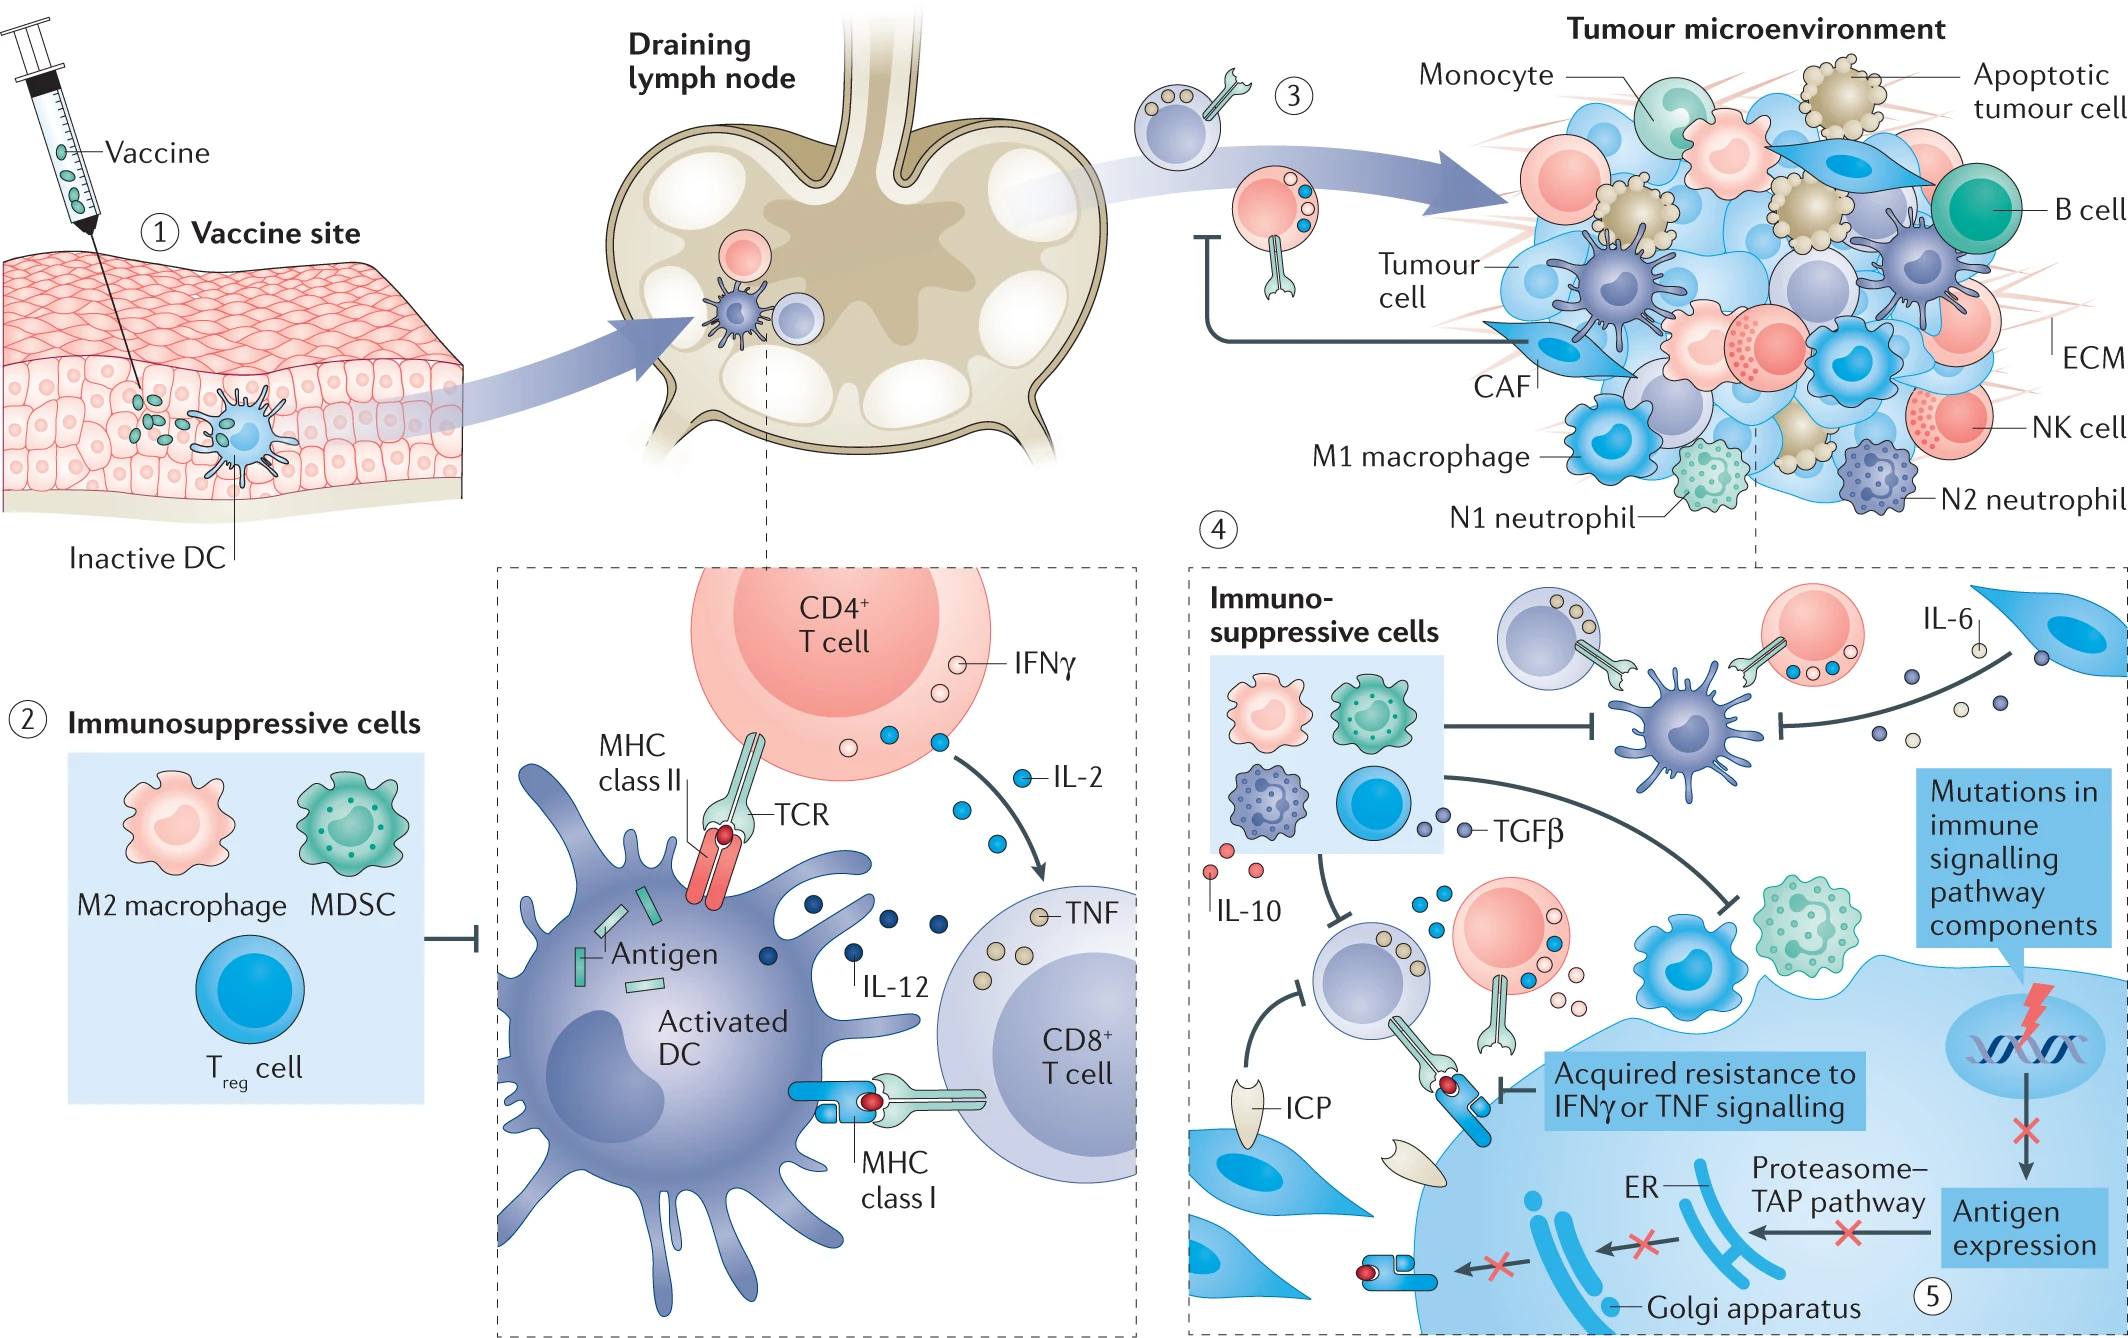 Vaccine
1
Vaccine site
Inactive DC
Draining
lymph node
3
Tumour microenvironment
Monocyte
Apoptotic
tumour cell
B cell
Tumour
cell
ECM
CAF
NK cell
M1 macrophage
N2 neutrophil
N1 neutrophil
2
Immunosuppressive cells
M2 macrophage
MDSC
Treg cell
CD4+
T cell
IFNγ
MHC
class II
IL-2
TCR
TNF
Antigen
IL-12
Activated
DC
CD8+
T cell
MHC
class I
4
Immuno-
suppressive cells
IL-6
TGFβ
IL-10
Mutations in
immune
signalling
pathway
components
Acquired resistance to
IFNγ or TNF signalling
ICP
Proteasome–
TAP pathway
ER
Antigen
expression
5
Golgi apparatus